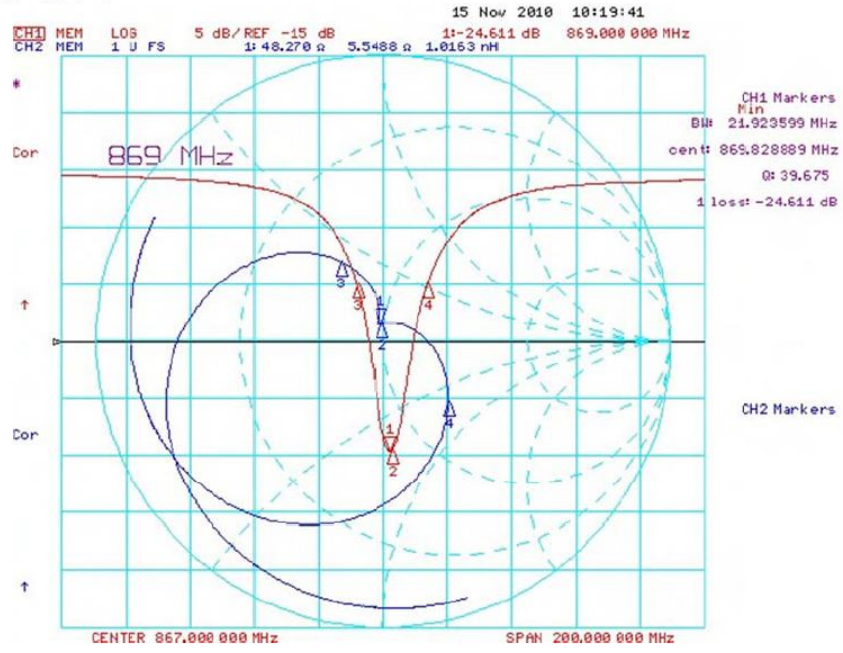 15 Nov 2010 10:19:41
CH1 MEM LOG 5 dB/REF -15 dB 1:-24.611 dB 869.000 000 MHz
CH2 MEM 1 U FS 1:48.270 Ω 5.5488 Ω 1.0163 nH
*
CH1 Markers
Min
BW: 21.923599 MHz
Cor
869 MHz
cent: 869.828889 MHz
Q: 39.675
1 loss: -24.611 dB
3
3
1
4
↑
2
CH2 Markers
4
Cor
1
2
↑
CENTER 867.000 000 MHz SPAN 200.000 000 MHz